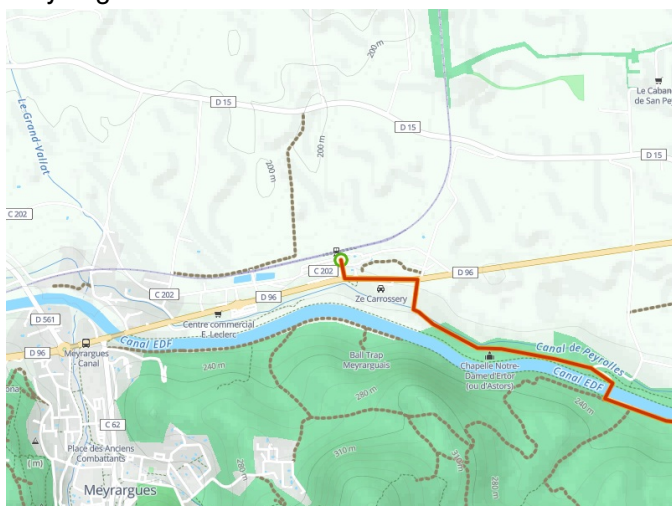 200 m
Le Grand-Vallat
D 15
D 15
Le Caban
de San Pe
D 15
200 m
200 m
C 202
C 202
C 202
D 96
D 96
Ze Carrossery
D 561
Centre commercial
E. Leclerc
Canal EDF
D 96
Meyrargues
Canal
240 m
Ball Trap
Meyrarguais
Canal de Peyrolles
Chapelle Notre-
Dame d'Ertor
(ou d'Astors)
Canal EDF
280 m
240 m
C 62
Place des Anciens
Combattants
310 m
310 m
[ m]
280 m
280 m
Meyrargues